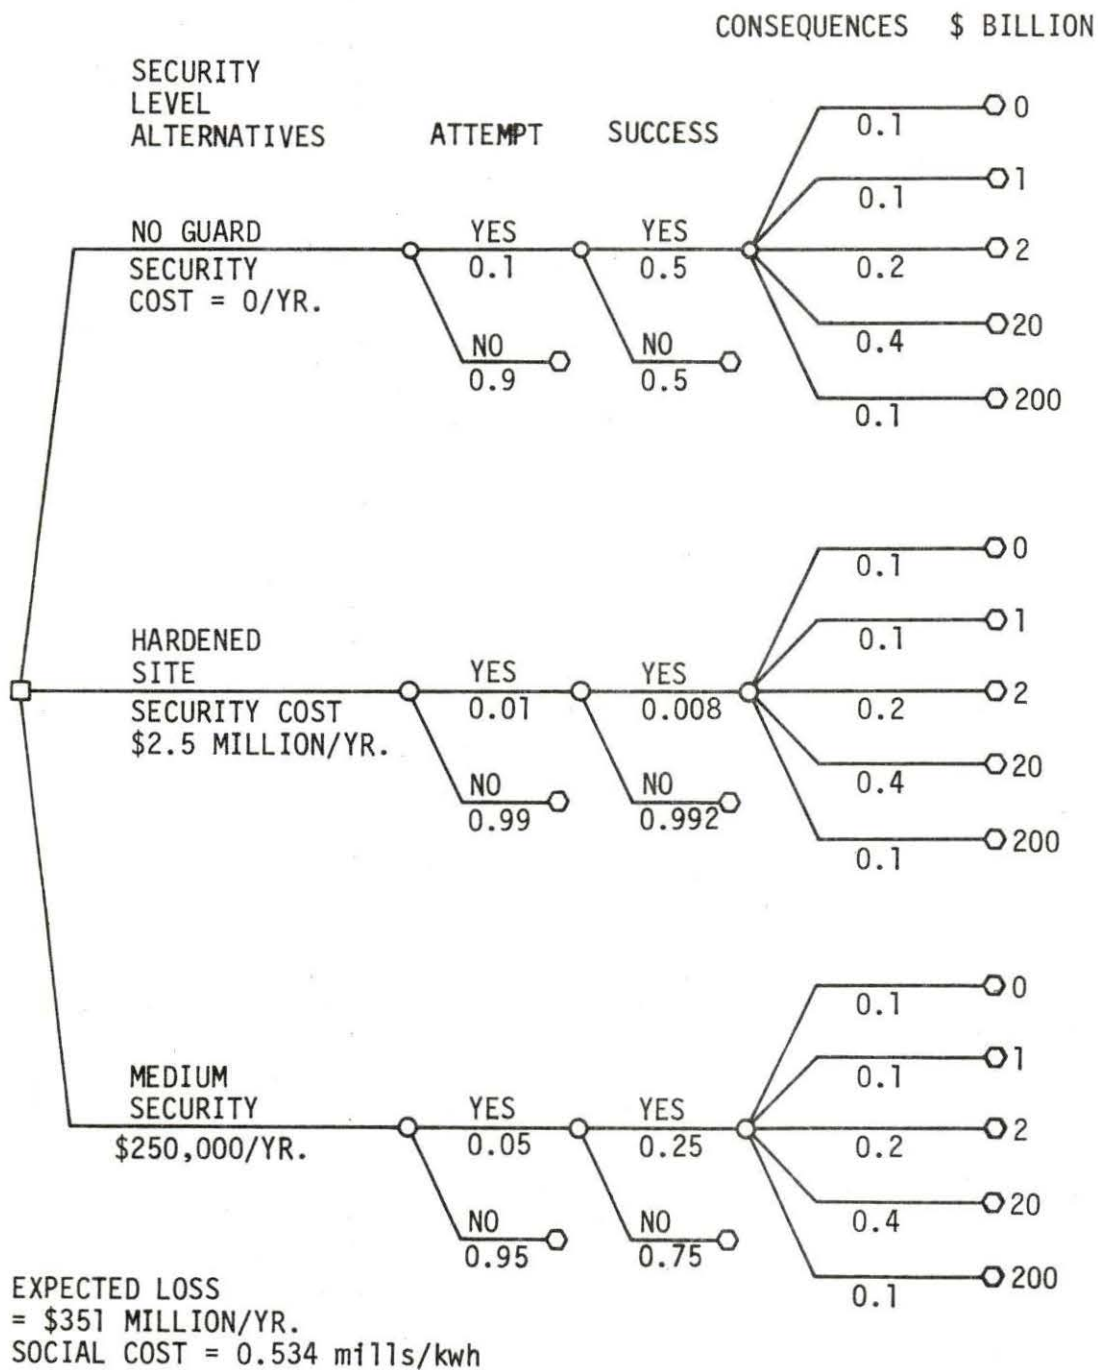 CONSEQUENCES $ BILLION
SECURITY
LEVEL
ALTERNATIVES
ATTEMPT
SUCCESS
0
0.1
1
0.1
NO GUARD
YES
YES
2
SECURITY
0.1
0.5
0.2
COST = 0/YR.
20
NO
NO
0.4
0.9
0.5
200
0.1
0
0.1
1
HARDENED
0.1
SITE
YES
YES
2
SECURITY COST
0.01
0.008
0.2
$2.5 MILLION/YR.
20
NO
NO
0.4
0.99
0.992
200
0.1
0
0.1
1
MEDIUM
0.1
SECURITY
YES
YES
2
$250,000/YR.
0.05
0.25
0.2
20
NO
NO
0.4
0.95
0.75
200
0.1
EXPECTED LOSS
= $351 MILLION/YR.
SOCIAL COST = 0.534 mills/kwh